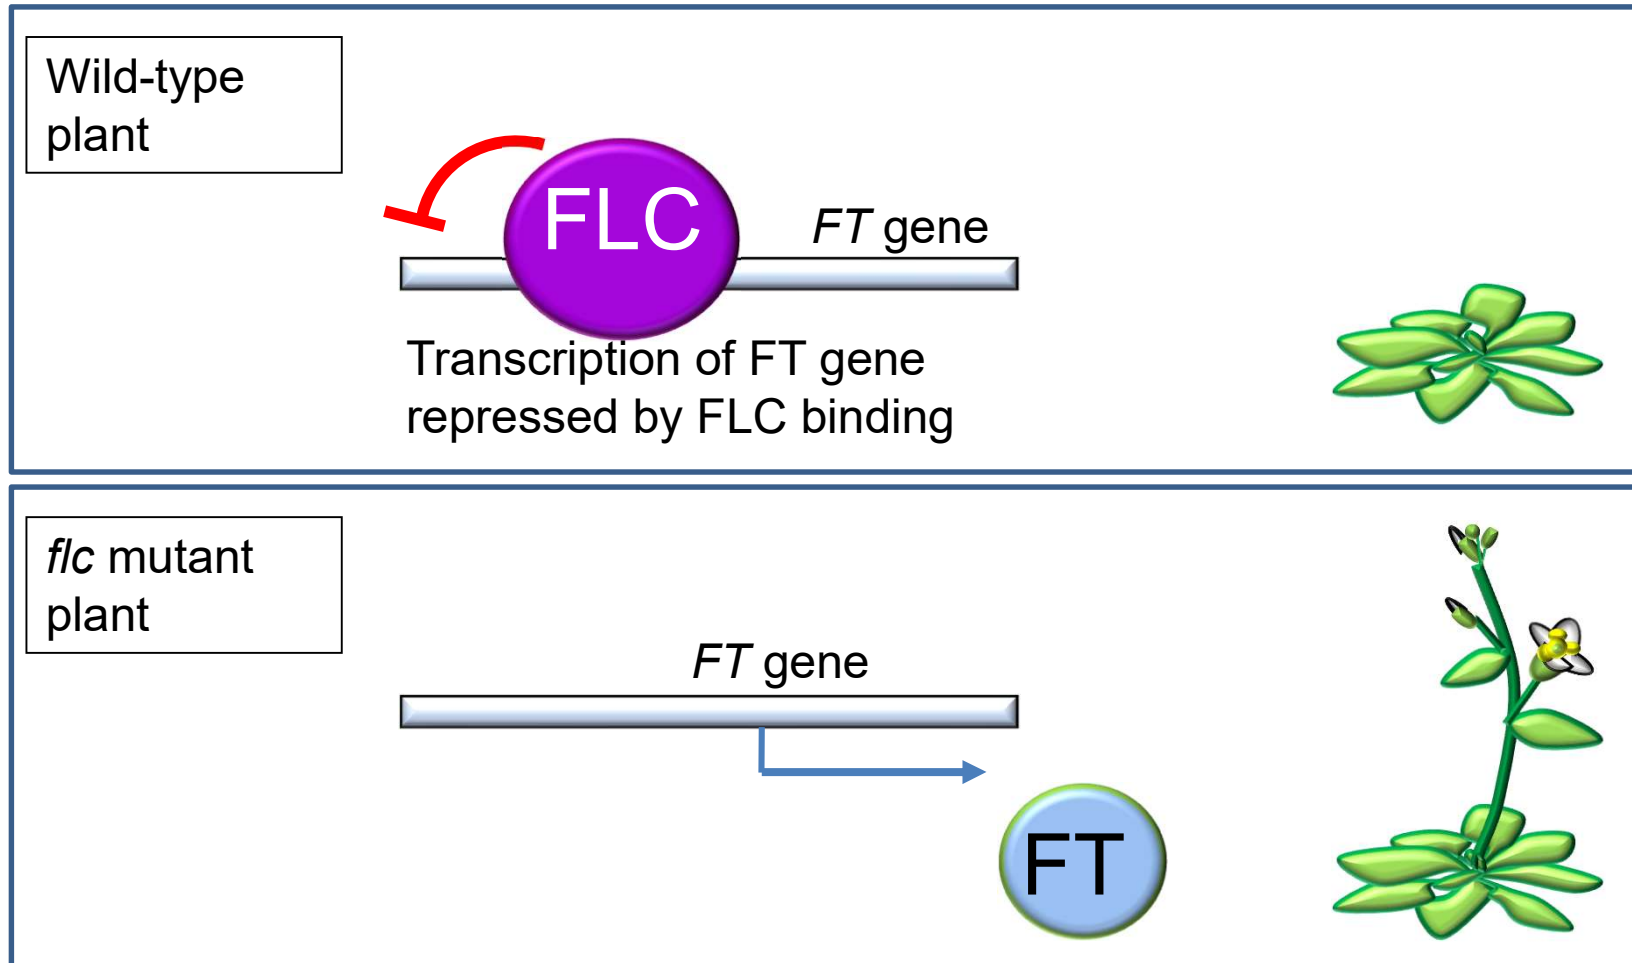 Wild-type
plant
FLC
FT gene
Transcription of FT gene
repressed by FLC binding
flc mutant
plant
FT gene
FT